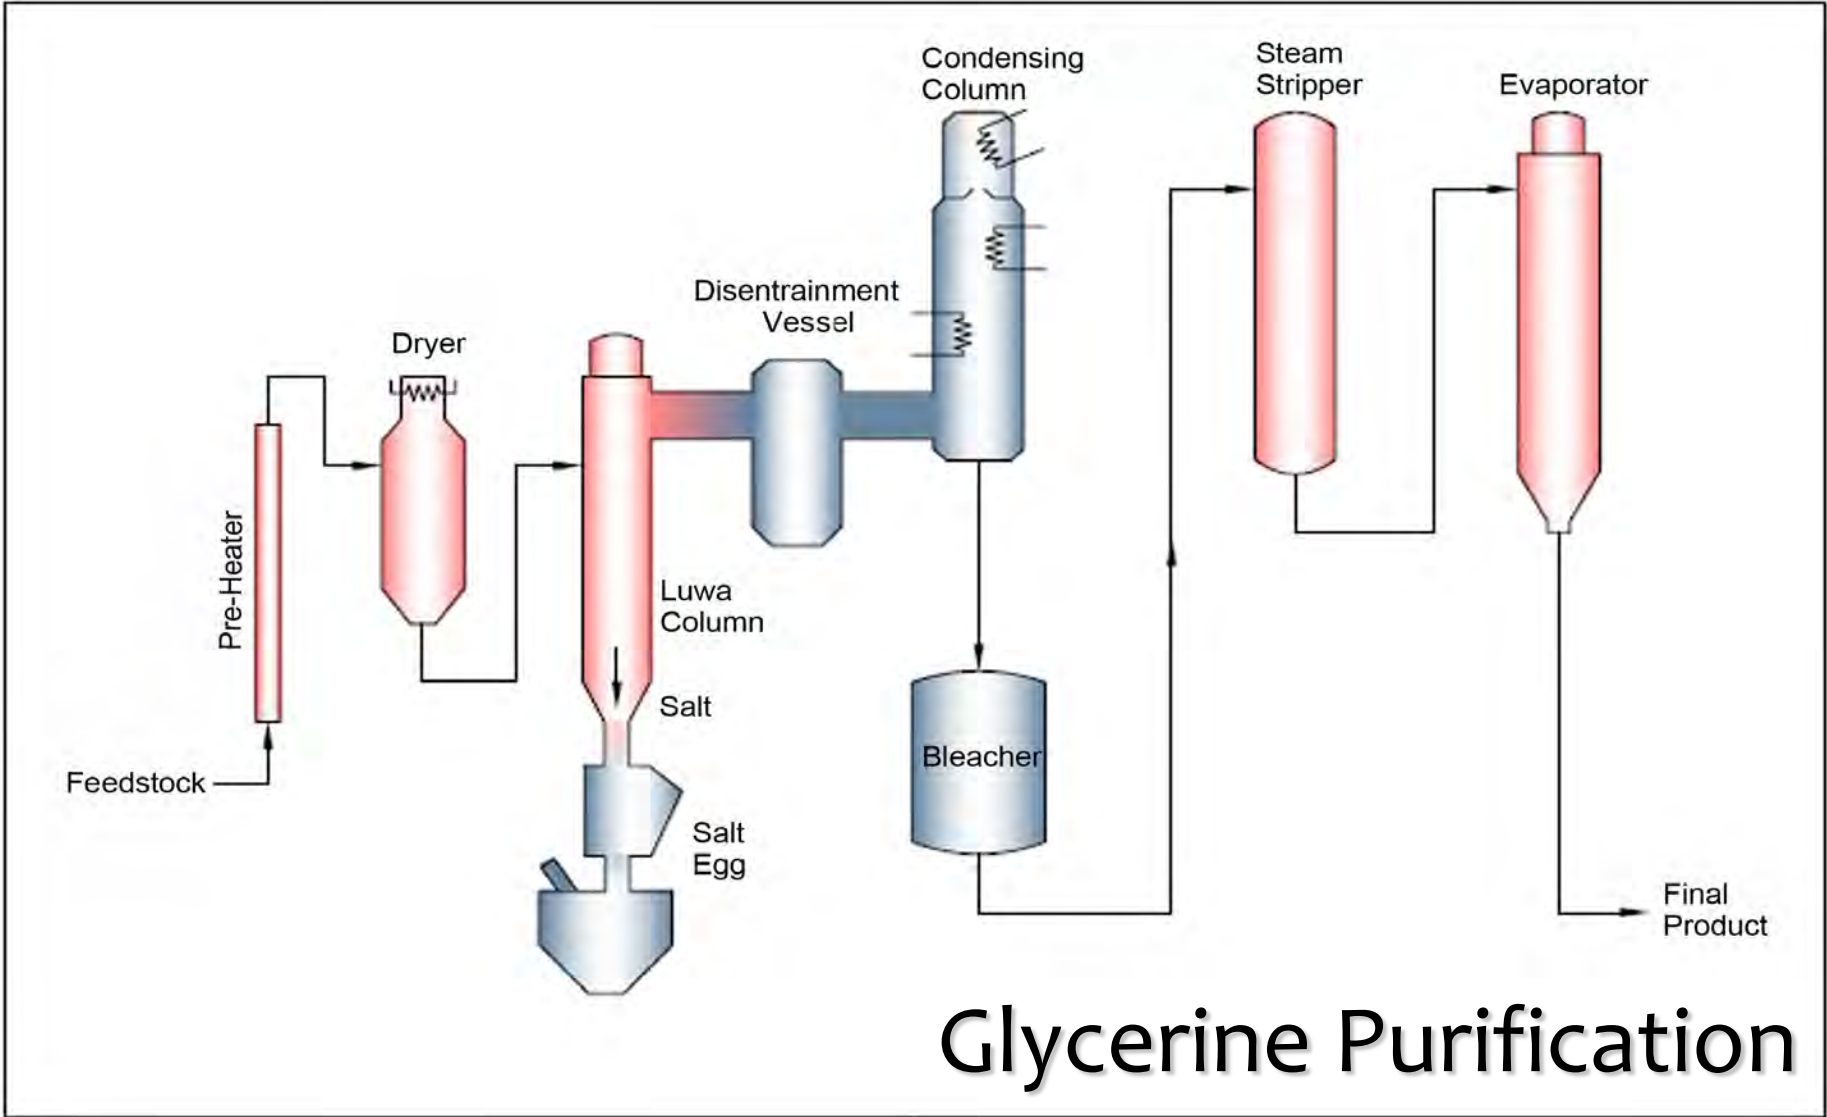 Condensing
Column
Steam
Stripper
Evaporator
Disentrainment
Vessel
Dryer
Pre-Heater
Luwa
Column
Salt
Feedstock
Bleacher
Salt
Egg
Final
Product
Glycerine Purification